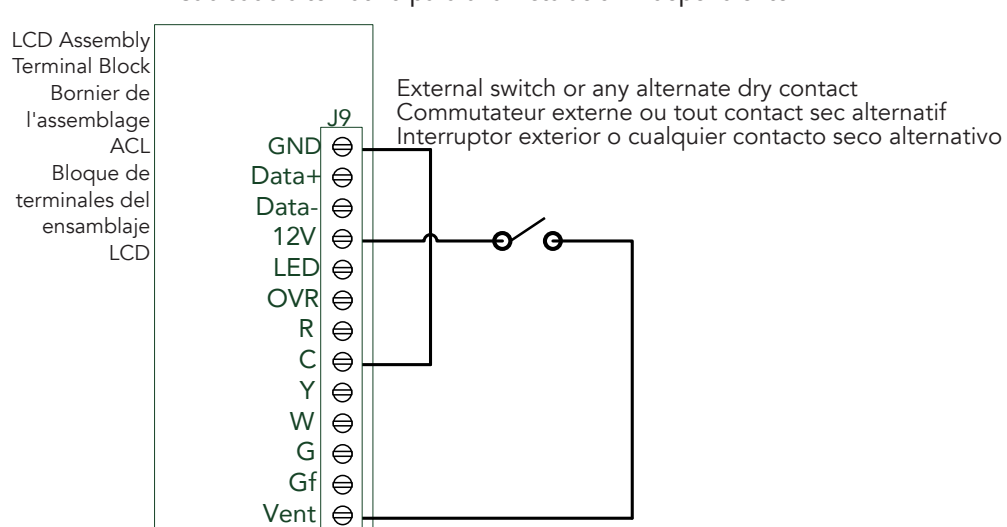 LCD Assembly
Terminal Block
Bornier de
l'assemblage
ACL
Bloque de
terminales del
ensamblaje
LCD
External switch or any alternate dry contact
Commutateur externe ou tout contact sec alternatif
Interruptor exterior o cualquier contacto seco alternativo
J9
GND
Data+
Data-
12V
LED
OVR
R
C
Y
W
G
Gf
Vent